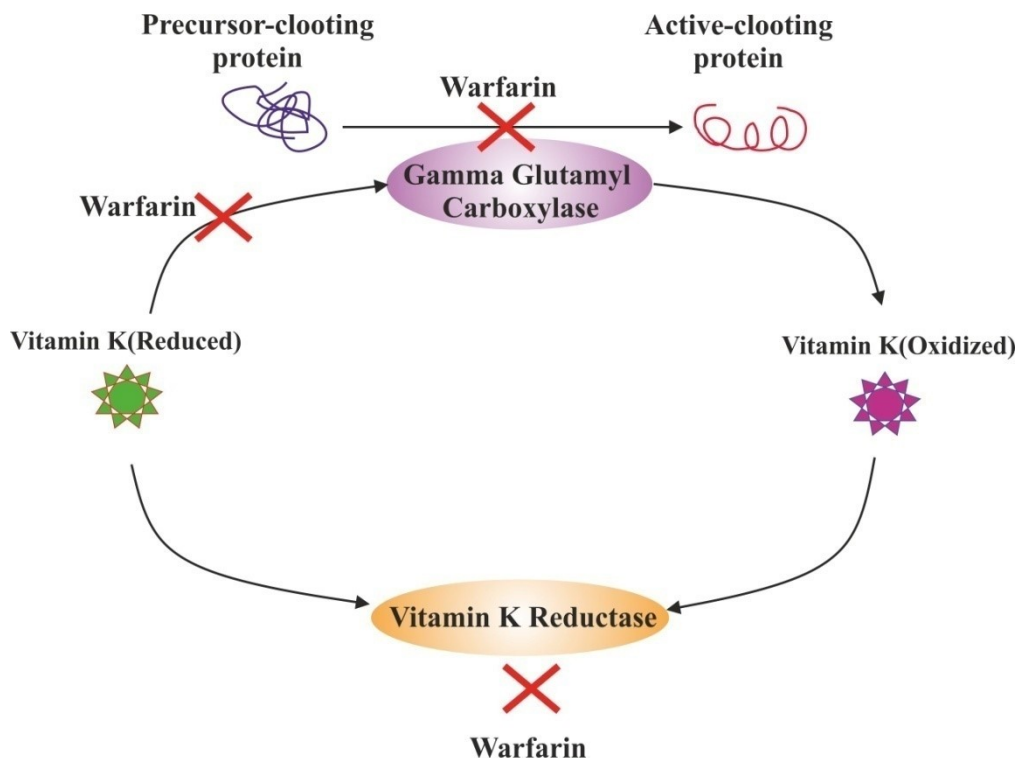 Precursor-clooting
protein
Active-clooting
protein
Warfarin
Gamma Glutamyl
Carboxylase
Warfarin
Vitamin K(Reduced)
Vitamin K(Oxidized)
Vitamin K Reductase
Warfarin